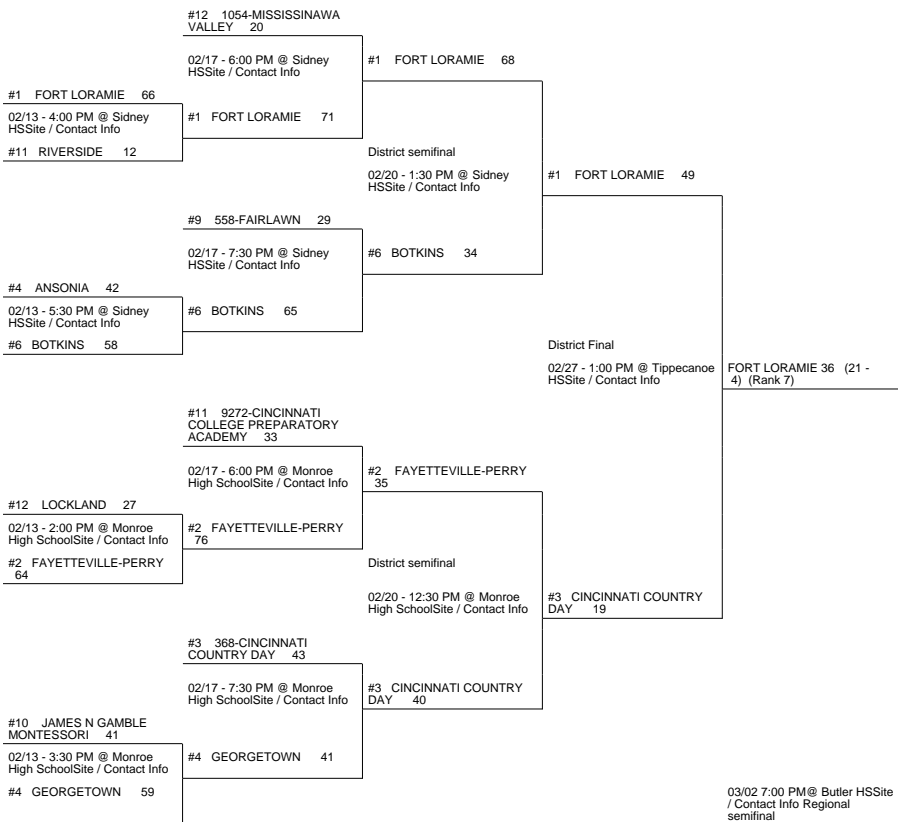 #12 1054-MISSISSINAWA
VALLEY 20
02/17 - 6:00 PM @ Sidney
HSSite / Contact Info
#1 FORT LORAMIE 68
#1 FORT LORAMIE 66
02/13 - 4:00 PM @ Sidney
HSSite / Contact Info
#1 FORT LORAMIE 71
#11 RIVERSIDE 12
District semifinal
02/20 - 1:30 PM @ Sidney
HSSite / Contact Info
#1 FORT LORAMIE 49
#9 558-FAIRLAWN 29
02/17 - 7:30 PM @ Sidney
HSSite / Contact Info
#6 BOTKINS 34
#4 ANSONIA 42
02/13 - 5:30 PM @ Sidney
HSSite / Contact Info
#6 BOTKINS 65
#6 BOTKINS 58
District Final
02/27 - 1:00 PM @ Tippecanoe
HSSite / Contact Info
FORT LORAMIE 36 (21 -
4) (Rank 7)
#11 9272-CINCINNATI
COLLEGE PREPARATORY
ACADEMY 33
02/17 - 6:00 PM @ Monroe
High SchoolSite / Contact Info
#2 FAYETTEVILLE-PERRY
35
#12 LOCKLAND 27
02/13 - 2:00 PM @ Monroe
High SchoolSite / Contact Info
#2 FAYETTEVILLE-PERRY
76
#2 FAYETTEVILLE-PERRY
64
District semifinal
02/20 - 12:30 PM @ Monroe
High SchoolSite / Contact Info
#3 CINCINNATI COUNTRY
DAY 19
#3 368-CINCINNATI
COUNTRY DAY 43
02/17 - 7:30 PM @ Monroe
High SchoolSite / Contact Info
#3 CINCINNATI COUNTRY
DAY 40
#10 JAMES N GAMBLE
MONTESSORI 41
02/13 - 3:30 PM @ Monroe
High SchoolSite / Contact Info
#4 GEORGETOWN 41
#4 GEORGETOWN 59
03/02 7:00 PM@ Butler HSSite
/ Contact Info Regional
semifinal